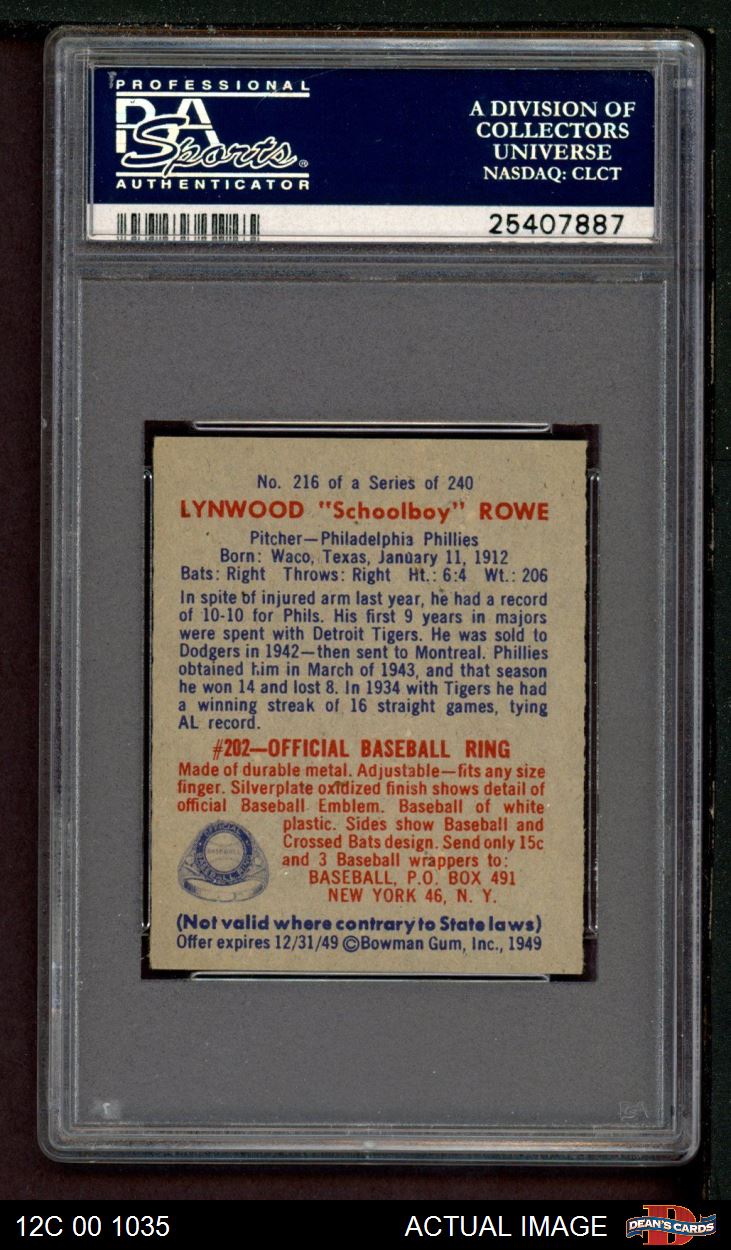 PROFESSIONAL
PSA
Sports®
AUTHENTICATOR
A DIVISION OF
COLLECTORS
UNIVERSE
NASDAQ: CLCT
25407887
No. 216 of a Series of 240
LYNWOOD "Schoolboy" ROWE
Pitcher—Philadelphia Phillies
Born: Waco, Texas, January 11, 1912
Bats: Right Throws: Right Ht.: 6:4 Wt.: 206
In spite of injured arm last year, he had a record
of 10-10 for Phils. His first 9 years in majors
were spent with Detroit Tigers. He was sold to
Dodgers in 1942—then sent to Montreal. Phillies
obtained him in March of 1943, and that season
he won 14 and lost 8. In 1934 with Tigers he had
a winning streak of 16 straight games, tying
AL record.
#202—OFFICIAL BASEBALL RING
Made of durable metal. Adjustable—fits any size
finger. Silverplate oxidized finish shows detail of
official Baseball Emblem. Baseball of white
plastic. Sides show Baseball and
Crossed Bats design. Send only 15c
and 3 Baseball wrappers to:
BASEBALL, P.O. BOX 491
NEW YORK 46, N. Y.
OFFICIAL
BASEBALL
BASEBALL RING
(Not valid where contrary to State laws)
Offer expires 12/31/49 ©Bowman Gum, Inc., 1949
12C 00 1035
ACTUAL IMAGE
DEAN'S CARDS